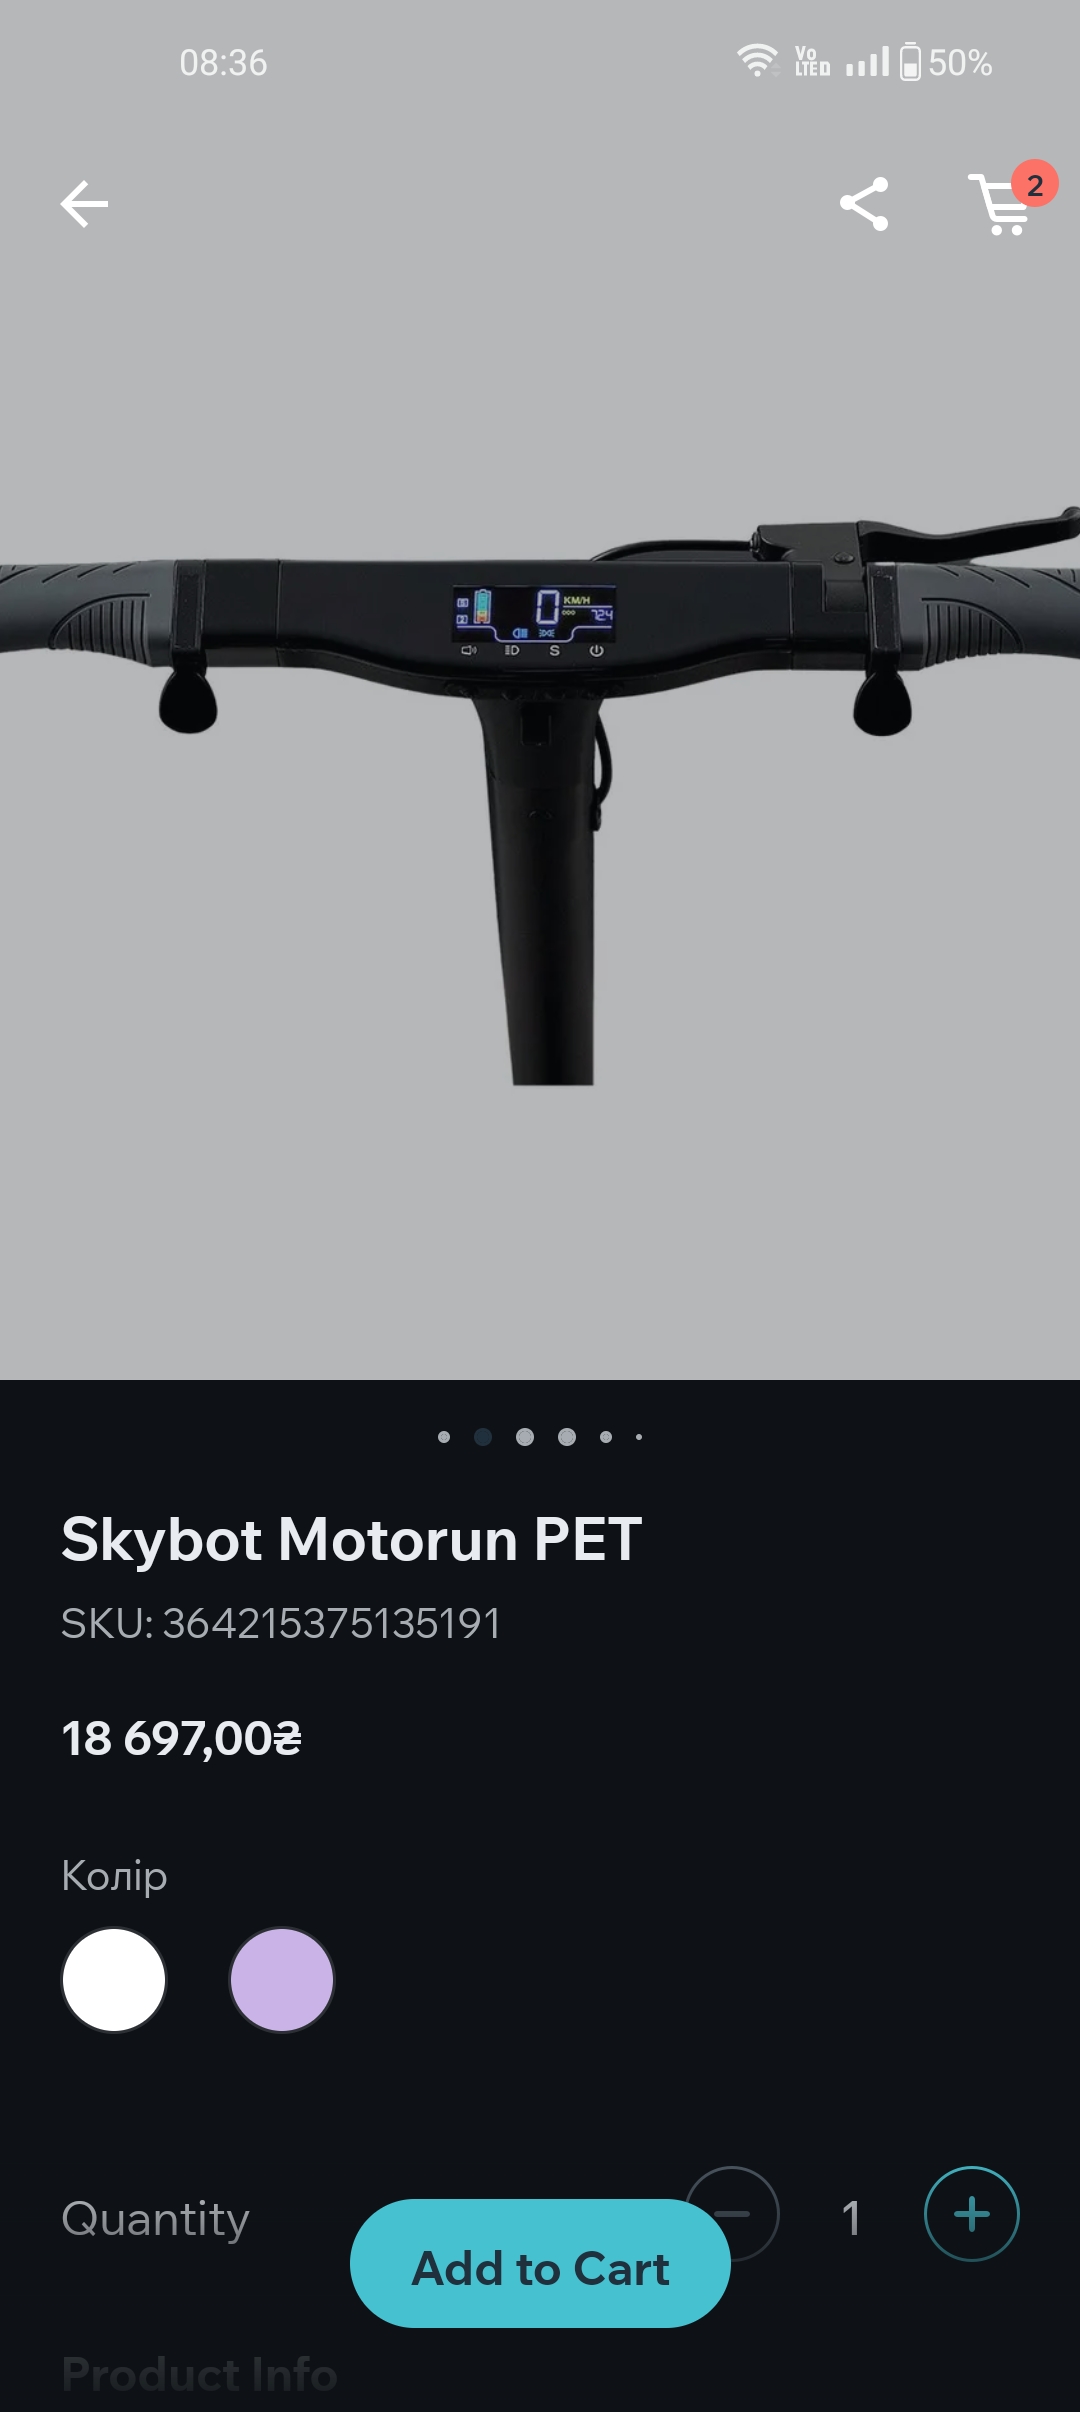 08:36
Vo
LTE
50%
2
0 KM/H
724
S
Skybot Motorun PET
SKU: 364215375135191
18 697,00₴
Колір
Quantity
1
Add to Cart
Product Info